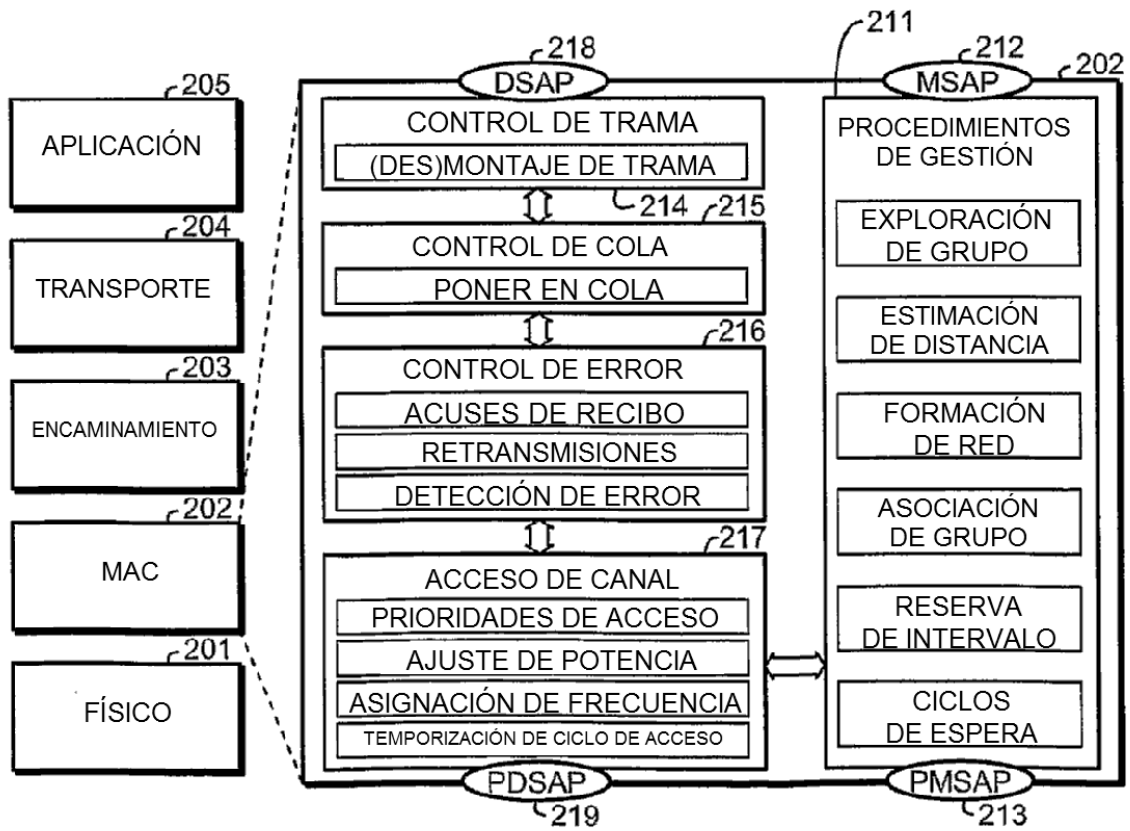 205
APLICACIÓN
204
TRANSPORTE
203
ENCAMINAMIENTO
202
MAC
201
FÍSICO
218
DSAP
CONTROL DE TRAMA
(DES)MONTAJE DE TRAMA
214
215
CONTROL DE COLA
PONER EN COLA
216
CONTROL DE ERROR
ACUSES DE RECIBO
RETRANSMISIONES
DETECCIÓN DE ERROR
217
ACCESO DE CANAL
PRIORIDADES DE ACCESO
AJUSTE DE POTENCIA
ASIGNACIÓN DE FRECUENCIA
TEMPORIZACIÓN DE CICLO DE ACCESO
PDSAP
219
211
212
202
MSAP
PROCEDIMIENTOS
DE GESTIÓN
EXPLORACIÓN
DE GRUPO
ESTIMACIÓN
DE DISTANCIA
FORMACIÓN
DE RED
ASOCIACIÓN
DE GRUPO
RESERVA
DE INTERVALO
CICLOS
DE ESPERA
PMSAP
213